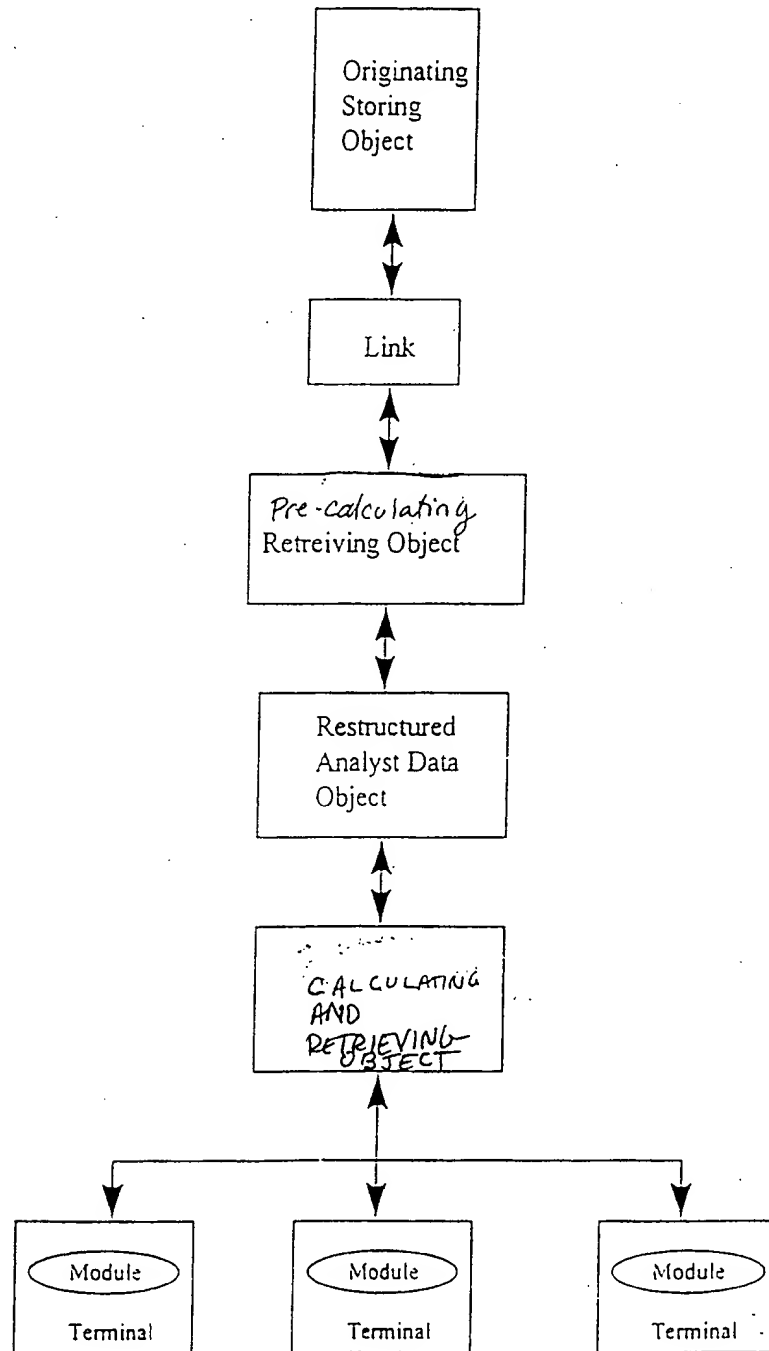 Originating
Storing
Object
Link
Pre-calculating
Retreiving Object
Restructured
Analyst Data
Object
CALCULATING
AND
RETRIEVING
OBJECT
Module
Module
Module
Terminal
Terminal
Terminal